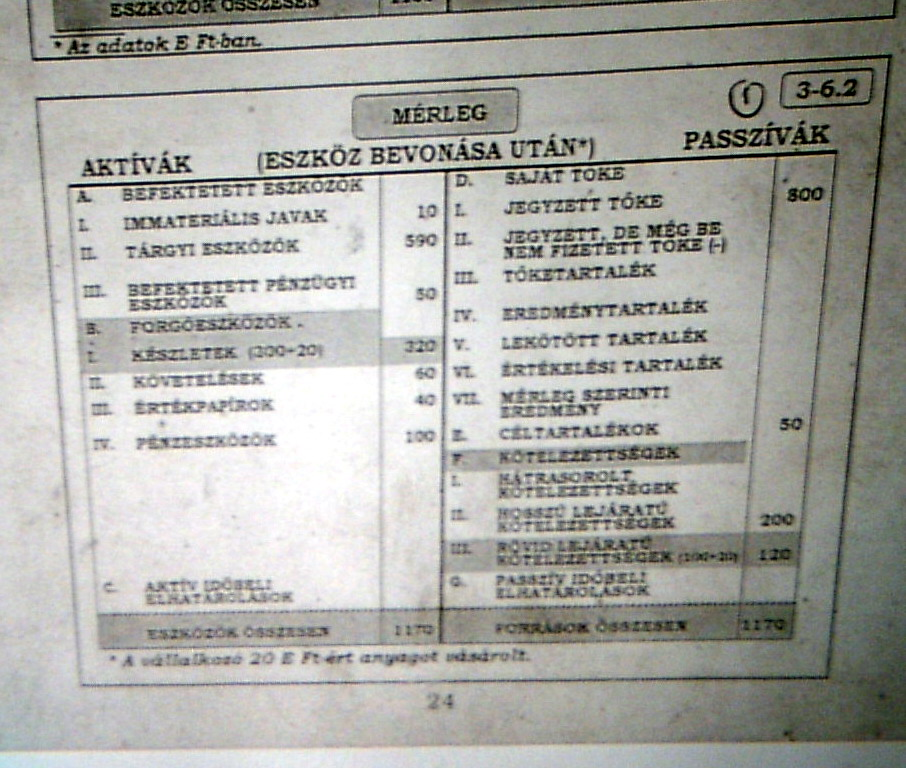 ESZKÖZÖK ÖSSZESEN
* Az adatok E Ft-ban.
1 3-6.2
MÉRLEG
AKTÍVÁK (ESZKÖZ BEVONÁSA UTÁN*) PASSZÍVÁK
A. BEFEKTETETT ESZKÖZÖK
I. IMMATERIÁLIS JAVAK 10
II. TÁRGYI ESZKÖZÖK 590
III. BEFEKTETETT PÉNZÜGYI
ESZKÖZÖK 50
B. FORGÓESZKÖZÖK
I. KÉSZLETEK (300+20) 320
II. KÖVETELÉSEK 60
III. ÉRTÉKPAPÍROK 40
IV. PÉNZESZKÖZÖK 100
C. AKTÍV IDŐBELI
ELHATÁROLÁSOK
ESZKÖZÖK ÖSSZESEN 1170
D. SAJÁT TŐKE
I. JEGYZETT TŐKE 800
II. JEGYZETT, DE MÉG BE
NEM FIZETETT TŐKE (-)
III. TŐKETARTALÉK
IV. EREDMÉNYTARTALÉK
V. LEKÖTÖTT TARTALÉK
VI. ÉRTÉKELÉSI TARTALÉK
VII. MÉRLEG SZERINTI
EREDMÉNY
E. CÉLTARTALÉKOK 50
F. KÖTELEZETTSÉGEK
I. HÁTRASOROLT
KÖTELEZETTSÉGEK
II. HOSSZÚ LEJÁRATÚ
KÖTELEZETTSÉGEK 200
III. RÖVID LEJÁRATÚ
KÖTELEZETTSÉGEK (100+20) 120
G. PASSZÍV IDŐBELI
ELHATÁROLÁSOK
FORRÁSOK ÖSSZESEN 1170
* A vállalkozó 20 E Ft-ért anyagot vásárolt.
24